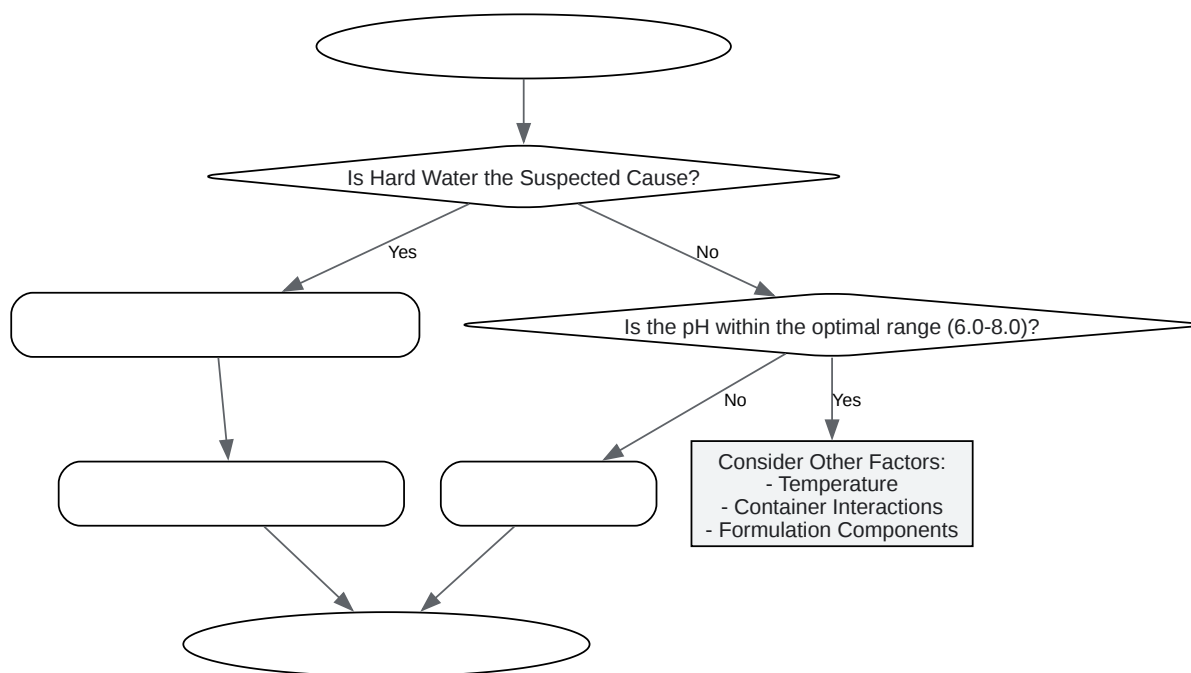 Is Hard Water the Suspected Cause?
Yes
No
Is the pH within the optimal range (6.0-8.0)?
No
Yes
Consider Other Factors:
- Temperature
- Container Interactions
- Formulation Components